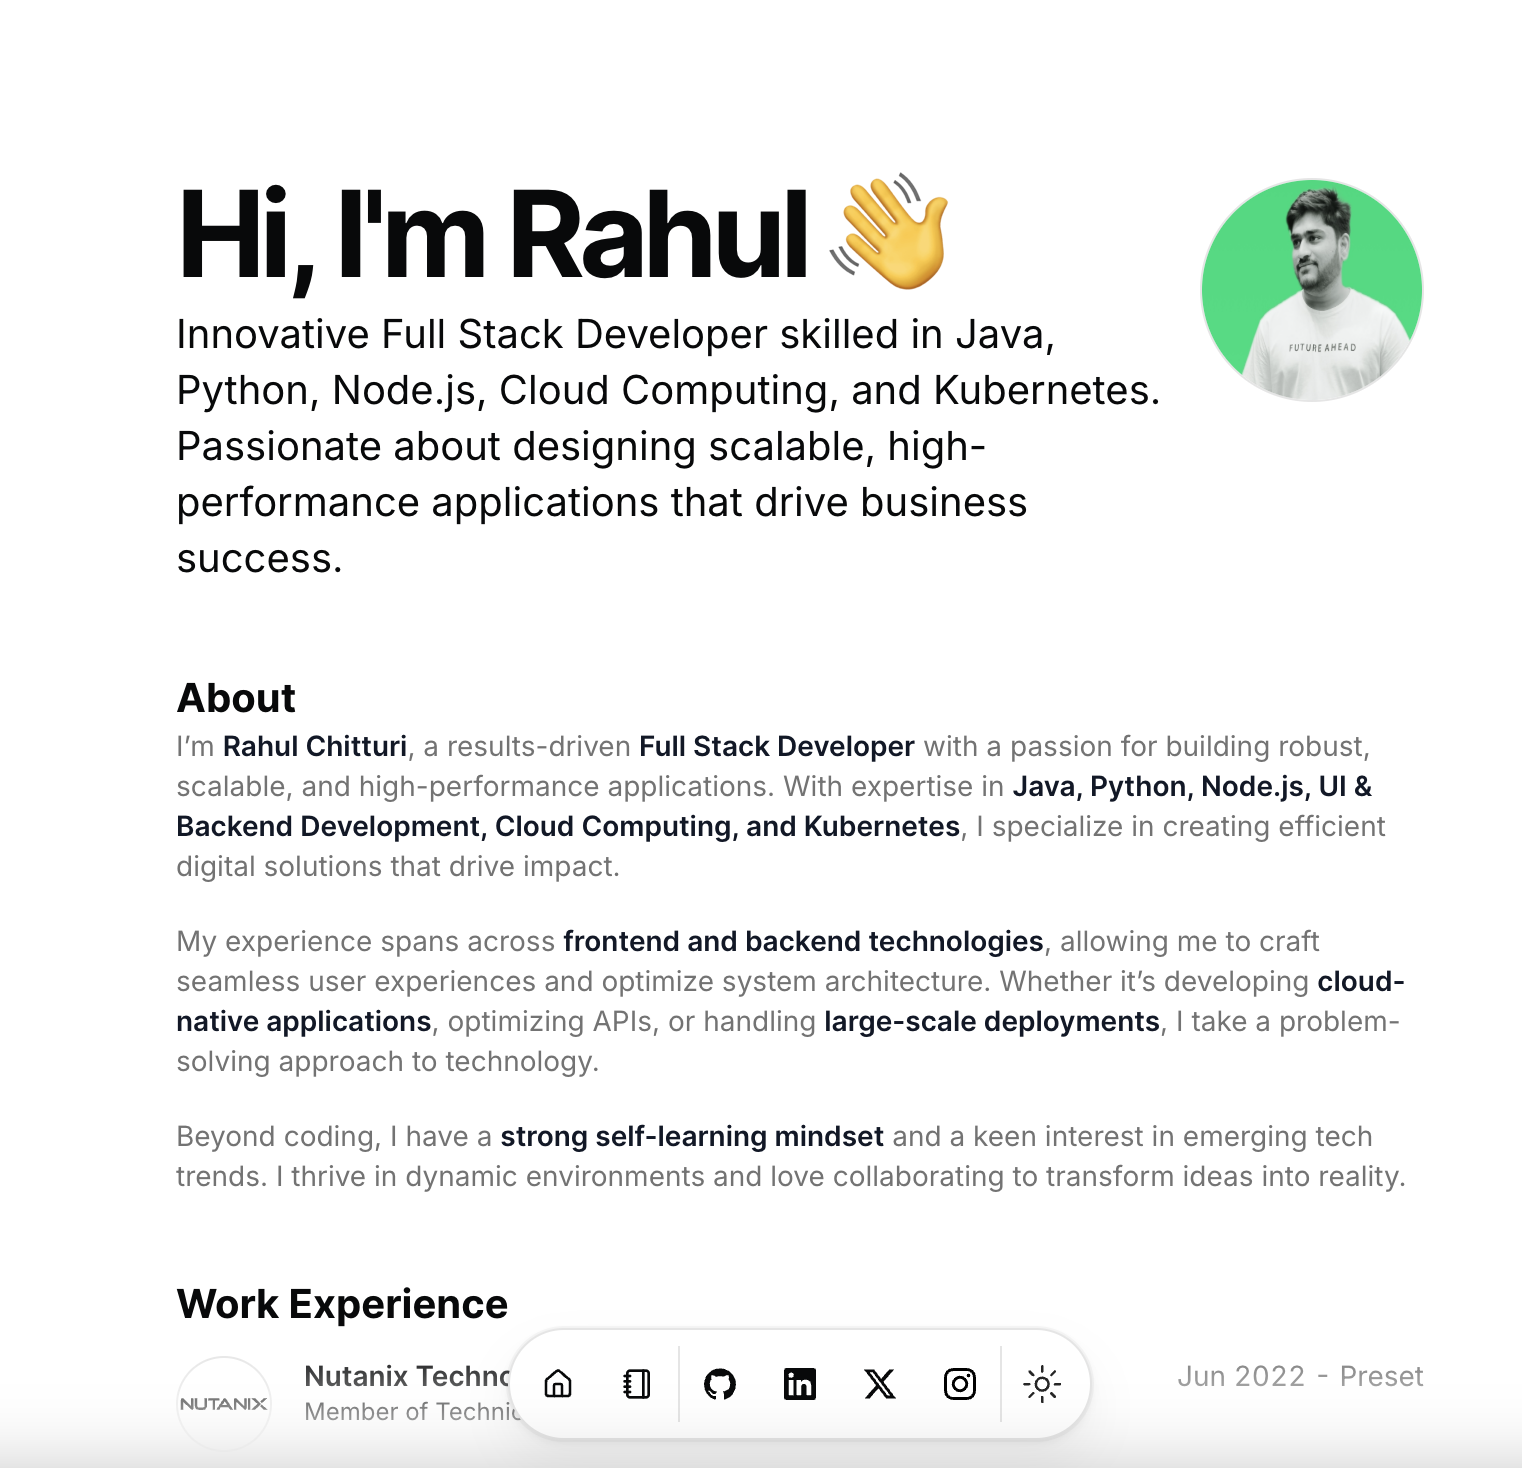 Hi, I'm Rahul 👋
Innovative Full Stack Developer skilled in Java,
Python, Node.js, Cloud Computing, and Kubernetes.
Passionate about designing scalable, high-
performance applications that drive business
success.
FUTURE AHEAD
About
I’m Rahul Chitturi, a results-driven Full Stack Developer with a passion for building robust,
scalable, and high-performance applications. With expertise in Java, Python, Node.js, UI &
Backend Development, Cloud Computing, and Kubernetes, I specialize in creating efficient
digital solutions that drive impact.
My experience spans across frontend and backend technologies, allowing me to craft
seamless user experiences and optimize system architecture. Whether it’s developing cloud-
native applications, optimizing APIs, or handling large-scale deployments, I take a problem-
solving approach to technology.
Beyond coding, I have a strong self-learning mindset and a keen interest in emerging tech
trends. I thrive in dynamic environments and love collaborating to transform ideas into reality.
Work Experience
NUTANIX
Nutanix
Jun 2022 - Preset
Member of